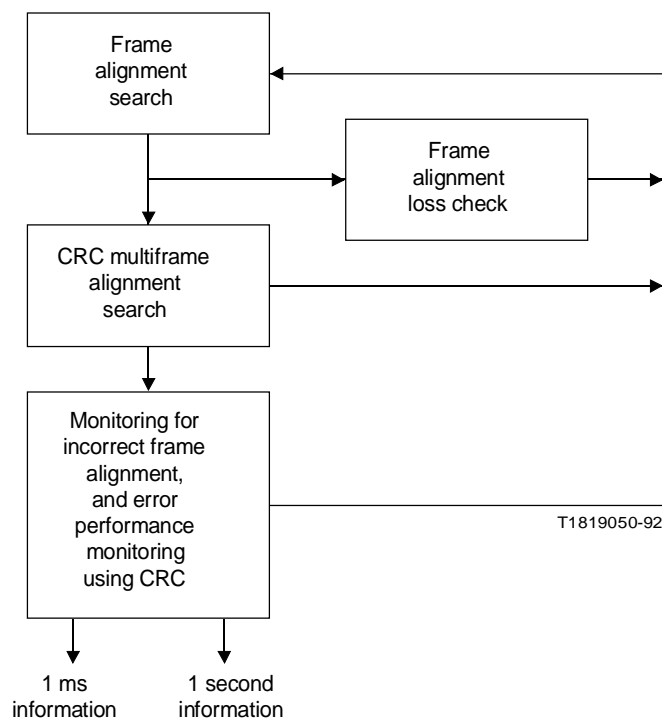 Frame
alignment
search
Frame
alignment
loss check
CRC multiframe
alignment
search
Monitoring for
incorrect frame
alignment,
and error
performance
monitoring
using CRC
T1819050-92
1 ms
information
1 second
information